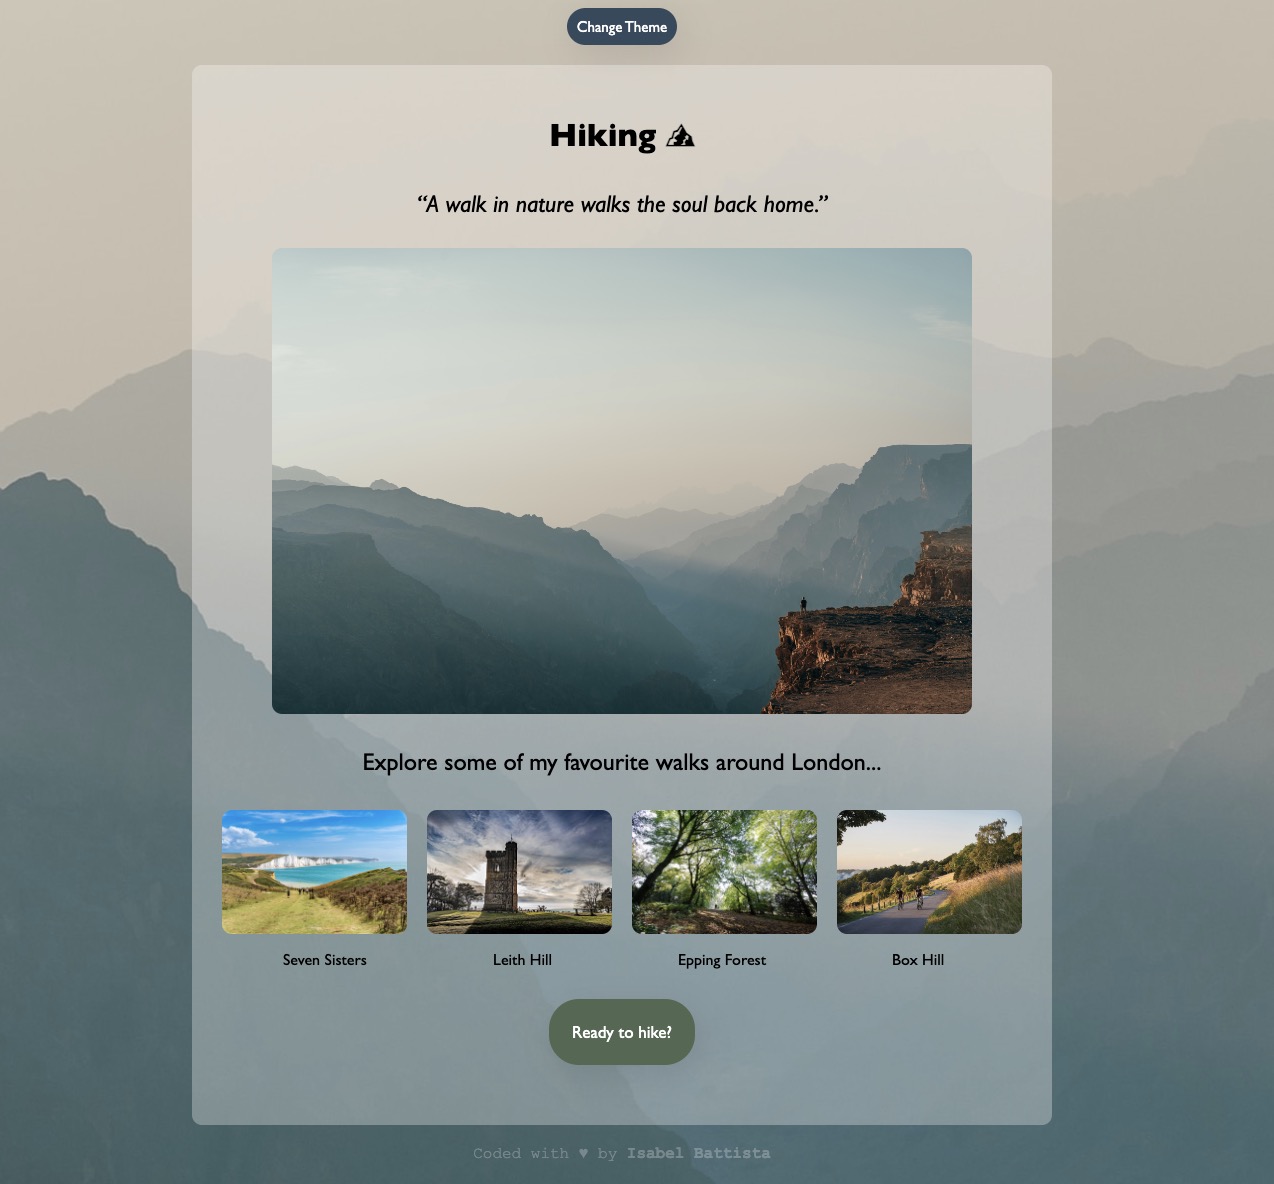 Change Theme
Hiking
“A walk in nature walks the soul back home.”
Explore some of my favourite walks around London...
Seven Sisters
Leith Hill
Epping Forest
Box Hill
Ready to hike?
Coded with ♥ by Isabel Battista